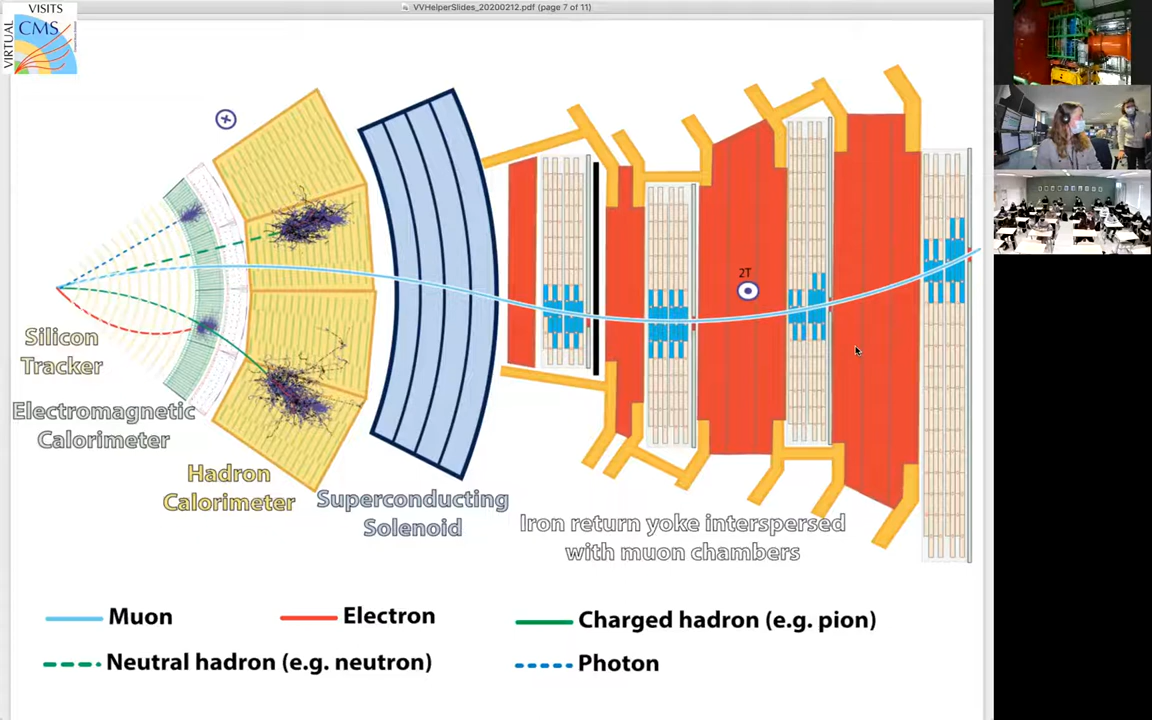 VVHelperSlides_20200212.pdf (page 7 of 11)
VISITS
VIRTUAL
CMS
2T
Silicon
Tracker
Electromagnetic
Calorimeter
Hadron
Calorimeter
Superconducting
Solenoid
Iron return yoke interspersed
with muon chambers
Muon
Electron
Charged hadron (e.g. pion)
Neutral hadron (e.g. neutron)
Photon